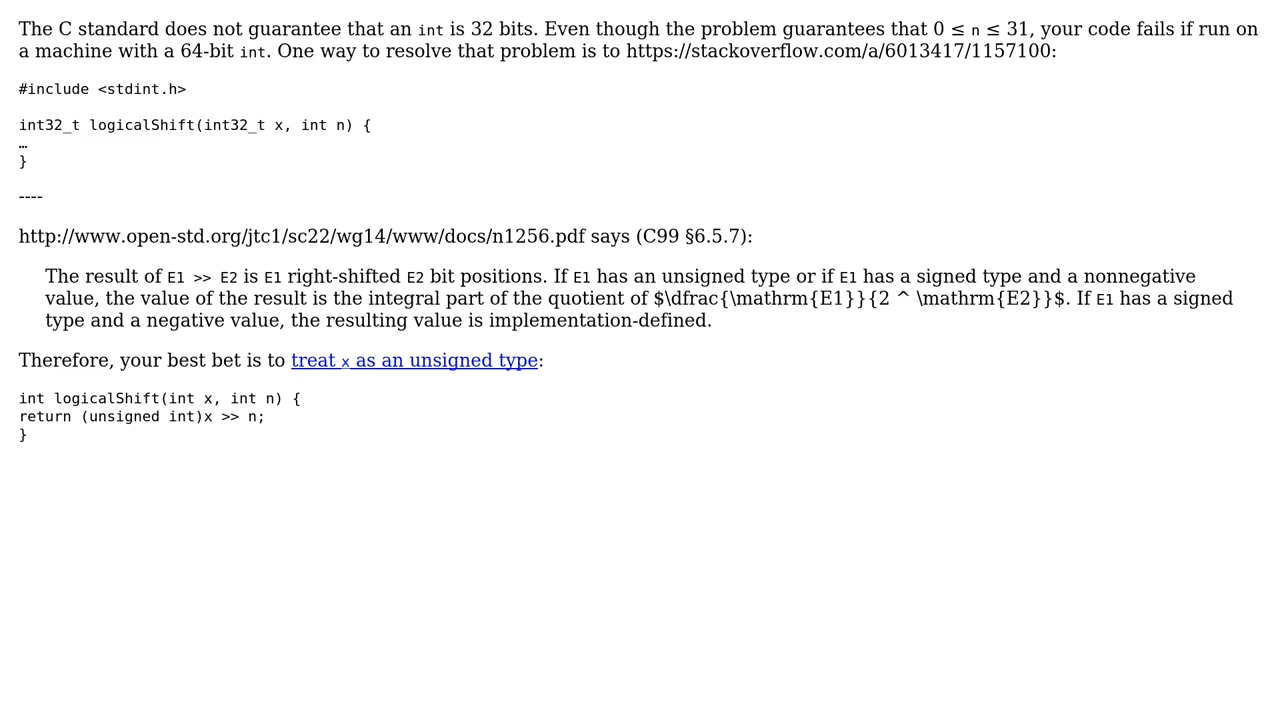 The C standard does not guarantee that an int is 32 bits. Even though the problem guarantees that 0 ≤ n ≤ 31, your code fails if run on
a machine with a 64-bit int. One way to resolve that problem is to https://stackoverflow.com/a/6013417/1157100:
#include <stdint.h>
int32_t logicalShift(int32_t x, int n) {
…
}
----
http://www.open-std.org/jtc1/sc22/wg14/www/docs/n1256.pdf says (C99 §6.5.7):
The result of E1 >> E2 is E1 right-shifted E2 bit positions. If E1 has an unsigned type or if E1 has a signed type and a nonnegative
value, the value of the result is the integral part of the quotient of $\dfrac{\mathrm{E1}}{2 ^ \mathrm{E2}}$. If E1 has a signed
type and a negative value, the resulting value is implementation-defined.
Therefore, your best bet is to treat x as an unsigned type:
int logicalShift(int x, int n) {
return (unsigned int)x >> n;
}